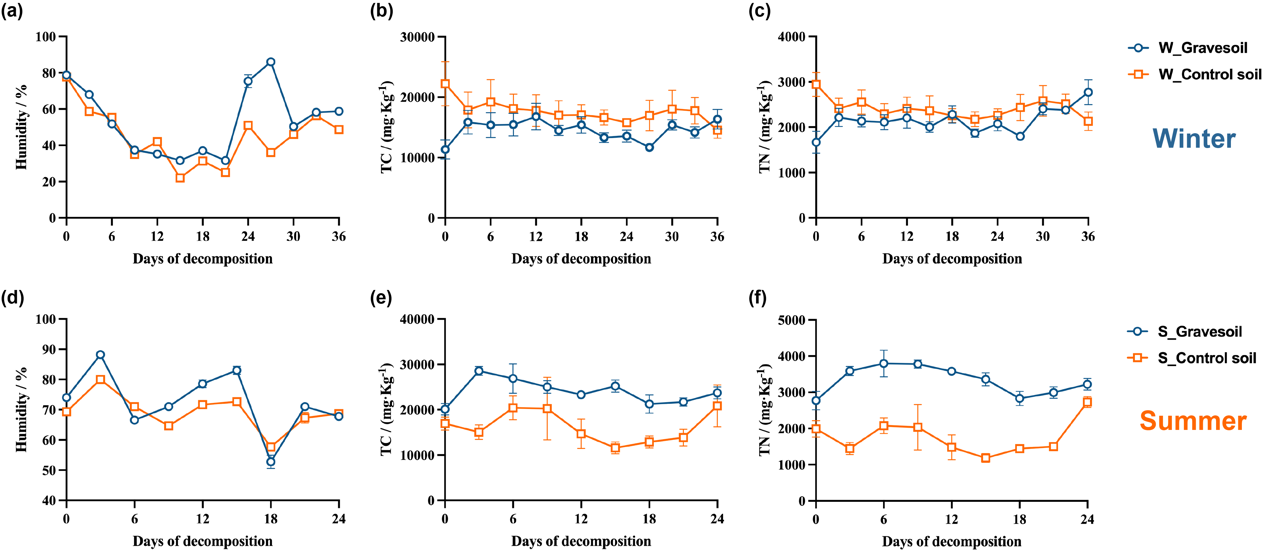 (a)
100
80
60
40
20
0
Humidity / %
0 6 12 18 24 30 36
Days of decomposition
(b)
30000
20000
10000
0
TC / (mg·Kg⁻¹)
0 6 12 18 24 30 36
Days of decomposition
(c)
4000
3000
2000
1000
0
TN / (mg·Kg⁻¹)
0 6 12 18 24 30 36
Days of decomposition
W_Gravesoil
W_Control soil
Winter
(d)
100
90
80
70
60
50
40
Humidity / %
0 6 12 18 24
Days of decomposition
(e)
40000
30000
20000
10000
0
TC / (mg·Kg⁻¹)
0 6 12 18 24
Days of decomposition
(f)
5000
4000
3000
2000
1000
0
TN / (mg·Kg⁻¹)
0 6 12 18 24
Days of decomposition
S_Gravesoil
S_Control soil
Summer